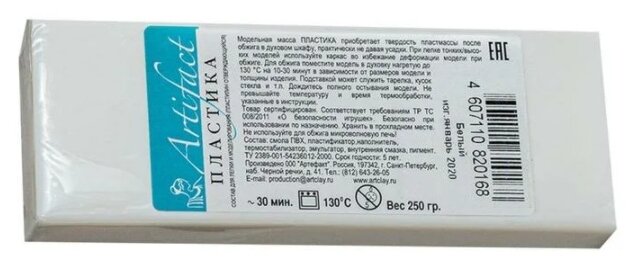 Artifact
ПЛАСТИКА
СОСТАВ ДЛЯ ЛЕПКИ И МОДЕЛИРОВАНИЯ (ПЛАСТИЛИН ОТВЕРДЕВАЮЩИЙ)
Модельная масса ПЛАСТИКА приобретает твердость пластмассы после
обжига в духовом шкафу, практически не давая усадки. При лепке тонких/высо-
ких моделей используйте каркас во избежание деформации модели при
обжиге. Для обжига поместите модель в духовку нагретую до
130 °С на 10-30 минут в зависимости от размера модели и
толщины изделия. Подставкой может служить тарелка, кусок
стекла и т.п. Дождитесь полного остывания модели. Не
превышайте температуру и время термообработки,
указанные в инструкции.
Товар сертифицирован. Соответствует требованиям ТР ТС
008/2011 «О безопасности игрушек». Безопасно при
использовании по назначению. Хранить в прохладном месте.
Не используйте для обжига микроволновую печь!
Состав: смола ПВХ, пластификатор, наполнитель,
термостабилизатор, эмульгатор, внутренняя смазка, пигмент.
ТУ 2389-001-54236012-2000. Срок годности: 5 лет.
Произведено ООО "Артефакт". Россия, 197342, г. Санкт-Петербург,
наб. Черной речки, д. 41. Тел.: (812) 643-26-05
E-mail: production@artclay.ru www.artclay.ru
~ 30 мин.
130°С
Вес 250 гр.
EAC
Белый
изг: январь 2020
4 607110 820168